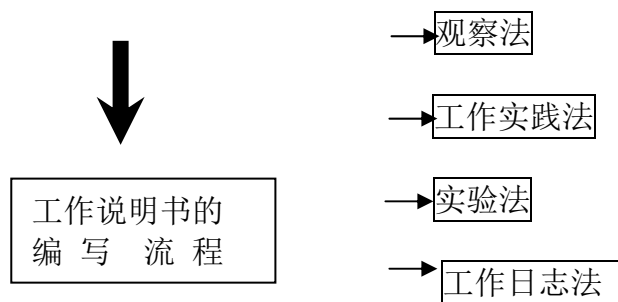 观察法
工作实践法
工作说明书的
编 写 流 程
实验法
工作日志法